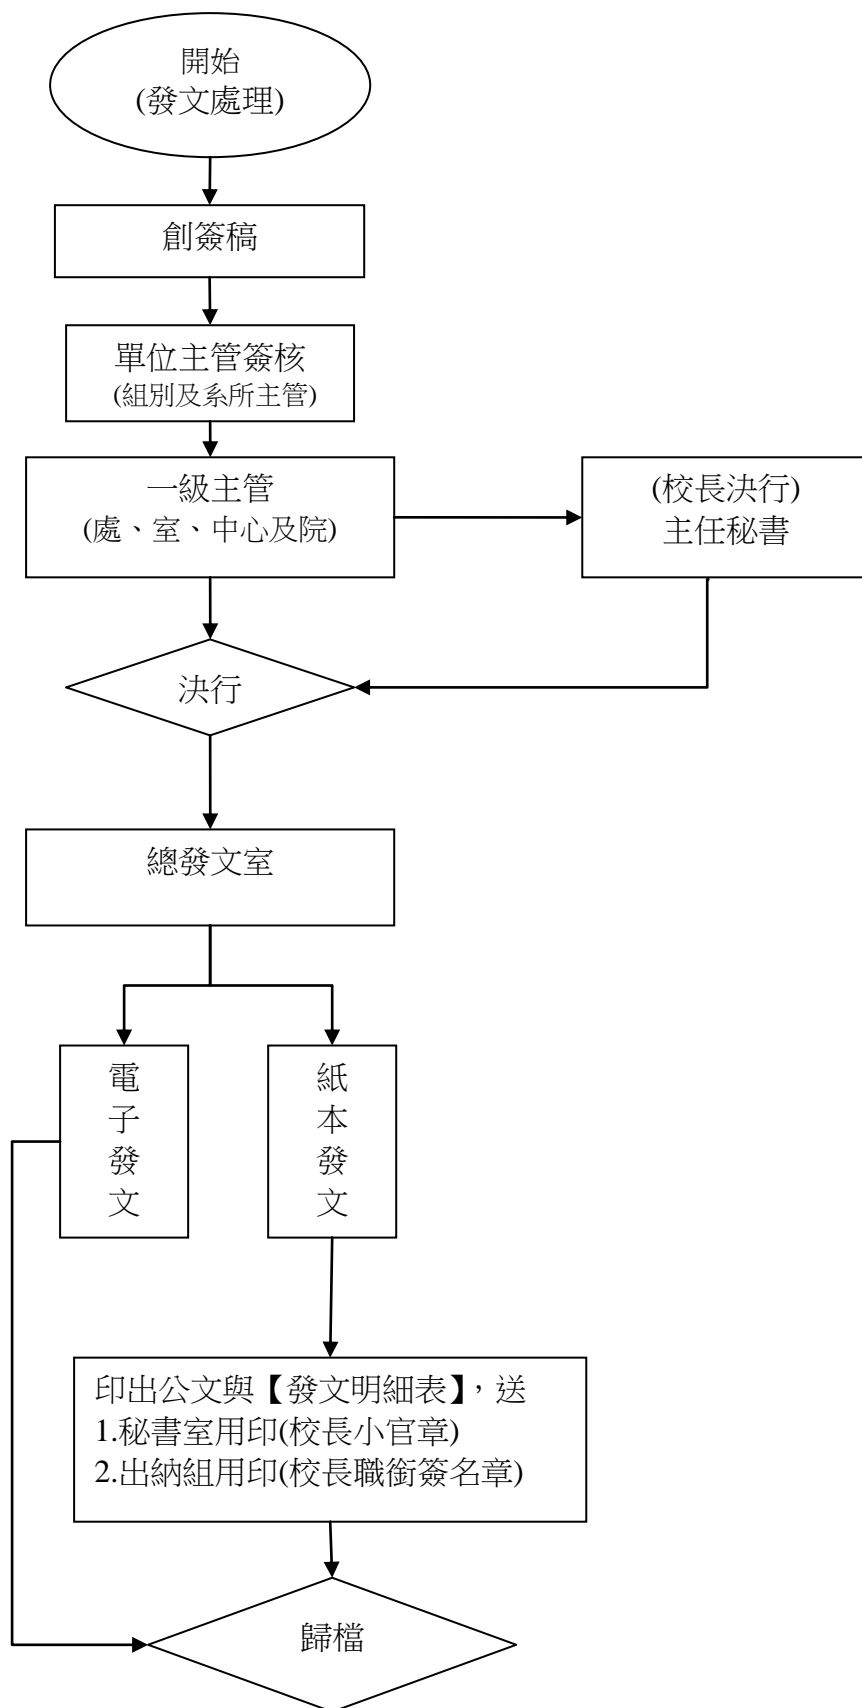 開始
(發文處理)
創簽稿
單位主管簽核
(組別及系所主管)
一級主管
(處、室、中心及院)
(校長決行)
主任秘書
決行
總發文室
電子發文
紙本發文
印出公文與【發文明細表】，送
1.秘書室用印(校長小官章)
2.出納組用印(校長職銜簽名章)
歸檔